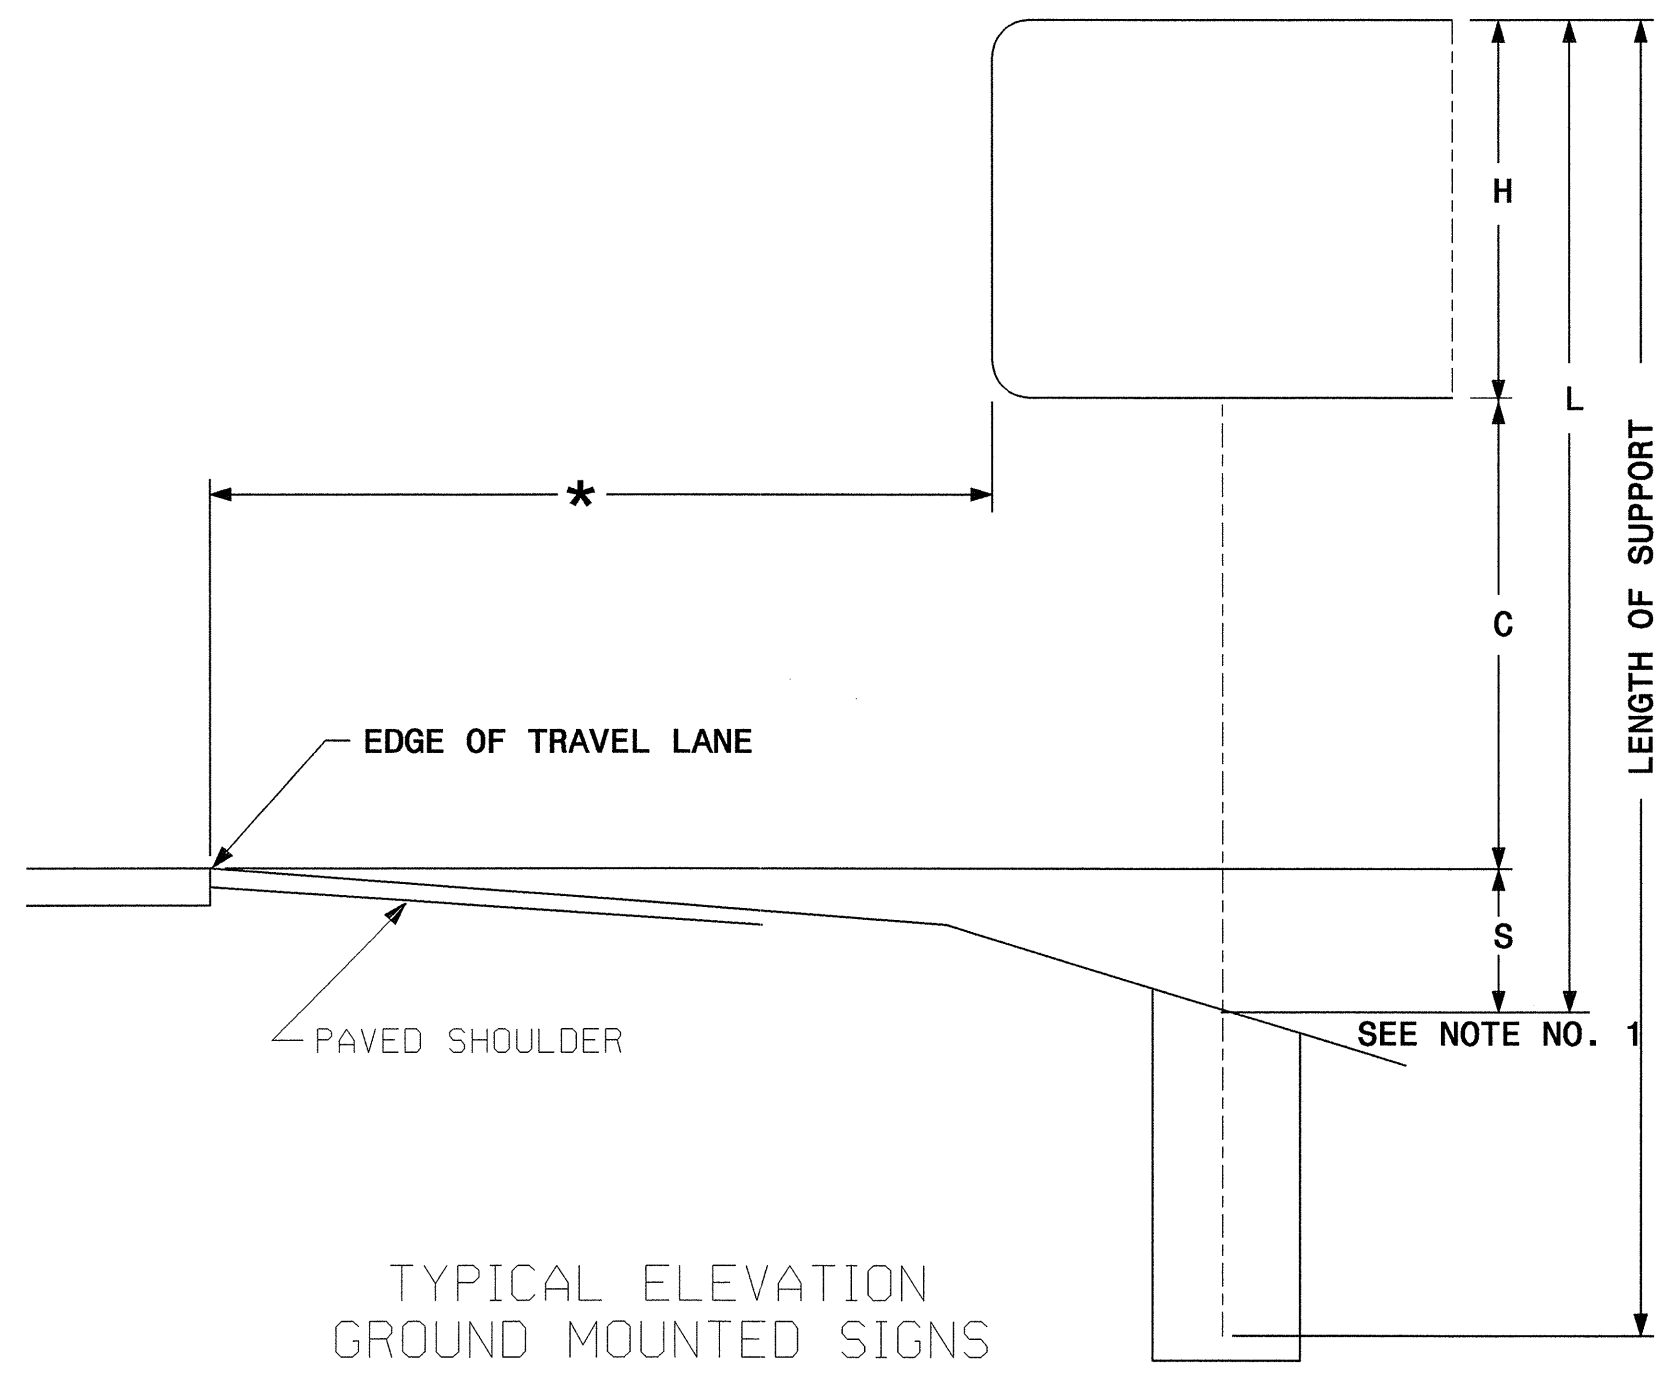 H
L
LENGTH OF SUPPORT
*
C
EDGE OF TRAVEL LANE
S
SEE NOTE NO. 1
PAVED SHOULDER
TYPICAL ELEVATION
GROUND MOUNTED SIGNS